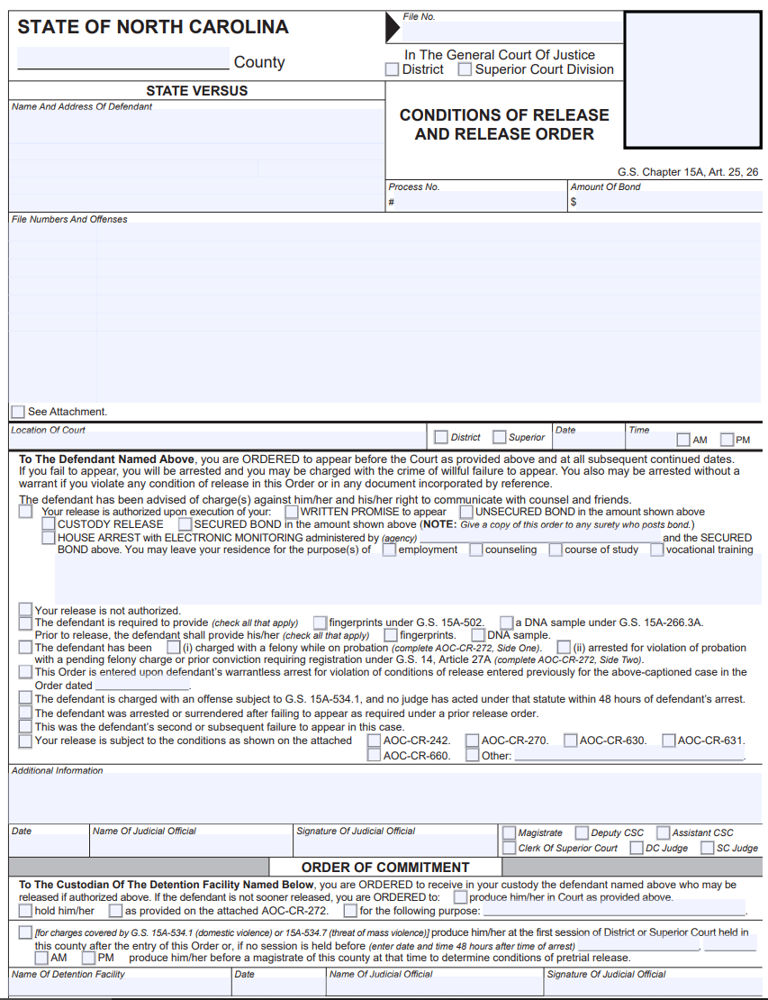 STATE OF NORTH CAROLINA
County
File No.
In The General Court Of Justice
District Superior Court Division
STATE VERSUS
Name And Address Of Defendant
CONDITIONS OF RELEASE
AND RELEASE ORDER
G.S. Chapter 15A, Art. 25, 26
Process No.
#
Amount Of Bond
$
File Numbers And Offenses
See Attachment.
Location Of Court
District Superior
Date
Time
AM PM
To The Defendant Named Above, you are ORDERED to appear before the Court as provided above and at all subsequent continued dates.
If you fail to appear, you will be arrested and you may be charged with the crime of willful failure to appear. You also may be arrested without a
warrant if you violate any condition of release in this Order or in any document incorporated by reference.
The defendant has been advised of charge(s) against him/her and his/her right to communicate with counsel and friends.
Your release is authorized upon execution of your: WRITTEN PROMISE to appear UNSECURED BOND in the amount shown above
CUSTODY RELEASE SECURED BOND in the amount shown above (NOTE: Give a copy of this order to any surety who posts bond.)
HOUSE ARREST with ELECTRONIC MONITORING administered by (agency) and the SECURED
BOND above. You may leave your residence for the purpose(s) of employment counseling course of study vocational training
Your release is not authorized.
The defendant is required to provide (check all that apply) fingerprints under G.S. 15A-502. a DNA sample under G.S. 15A-266.3A.
Prior to release, the defendant shall provide his/her (check all that apply) fingerprints. DNA sample.
The defendant has been (i) charged with a felony while on probation (complete AOC-CR-272, Side One). (ii) arrested for violation of probation
with a pending felony charge or prior conviction requiring registration under G.S. 14, Article 27A (complete AOC-CR-272, Side Two).
This Order is entered upon defendant's warrantless arrest for violation of conditions of release entered previously for the above-captioned case in the
Order dated .
The defendant is charged with an offense subject to G.S. 15A-534.1, and no judge has acted under that statute within 48 hours of defendant's arrest.
The defendant was arrested or surrendered after failing to appear as required under a prior release order.
This was the defendant's second or subsequent failure to appear in this case.
Your release is subject to the conditions as shown on the attached AOC-CR-242. AOC-CR-270. AOC-CR-630. AOC-CR-631.
AOC-CR-660. Other: .
Additional Information
Date
Name Of Judicial Official
Signature Of Judicial Official
Magistrate Deputy CSC Assistant CSC
Clerk Of Superior Court DC Judge SC Judge
ORDER OF COMMITMENT
To The Custodian Of The Detention Facility Named Below, you are ORDERED to receive in your custody the defendant named above who may be
released if authorized above. If the defendant is not sooner released, you are ORDERED to: produce him/her in Court as provided above.
hold him/her as provided on the attached AOC-CR-272. for the following purpose: .
[for charges covered by G.S. 15A-534.1 (domestic violence) or 15A-534.7 (threat of mass violence)] produce him/her at the first session of District or Superior Court held in
this county after the entry of this Order or, if no session is held before (enter date and time 48 hours after time of arrest) ,
AM PM produce him/her before a magistrate of this county at that time to determine conditions of pretrial release.
Name Of Detention Facility
Date
Name Of Judicial Official
Signature Of Judicial Official